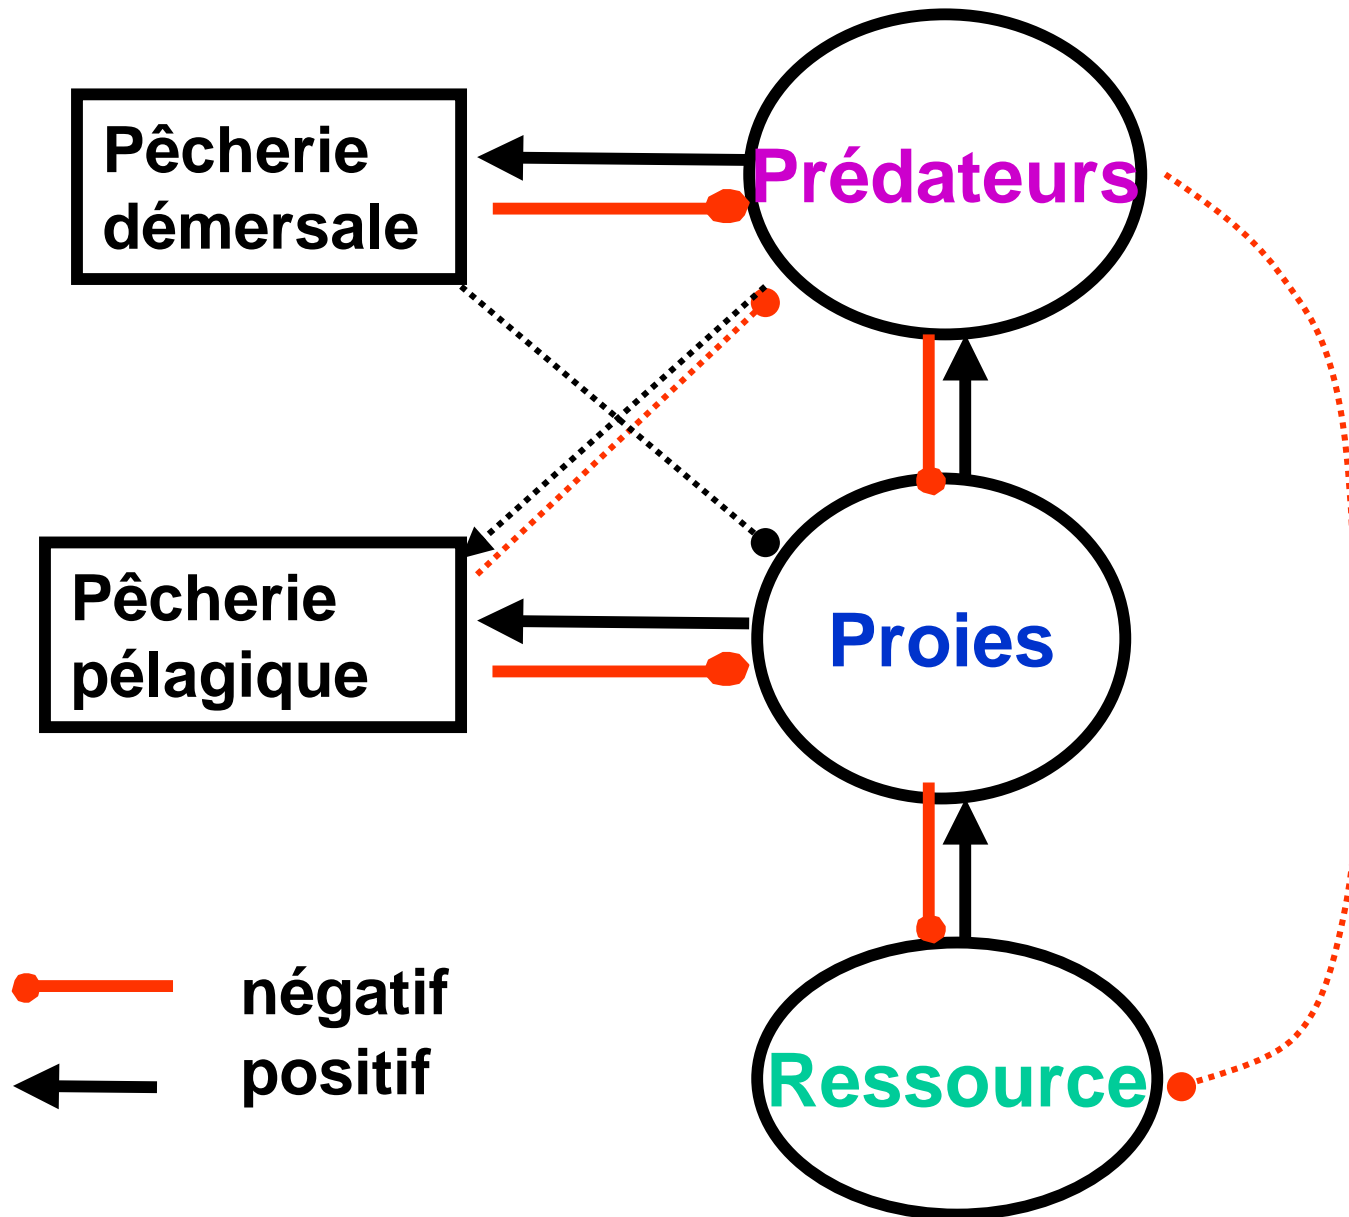 Pêcherie
démersale
Prédateurs
Pêcherie
pélagique
Proies
négatif
positif
Ressource